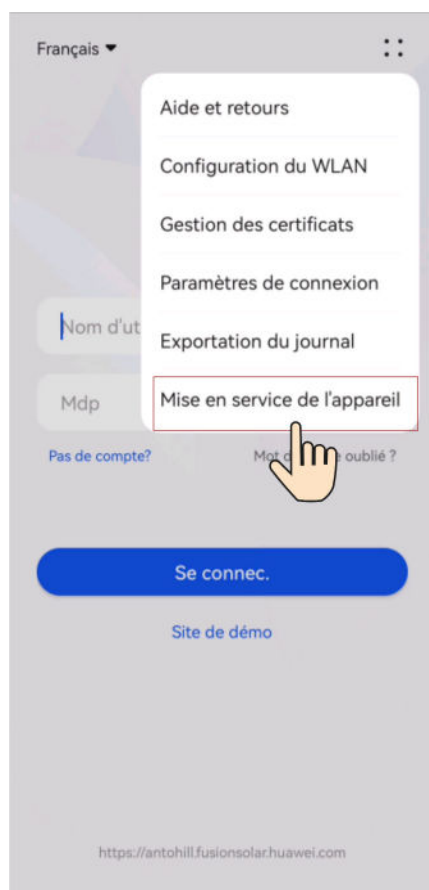 Français
Aide et retours
Configuration du WLAN
Gestion des certificats
Paramètres de connexion
Nom d'ut
Exportation du journal
Mdp
Mise en service de l'appareil
Pas de compte?
Mot d e oublié ?
Se connec.
Site de démo
https://antohill.fusionsolar.huawei.com